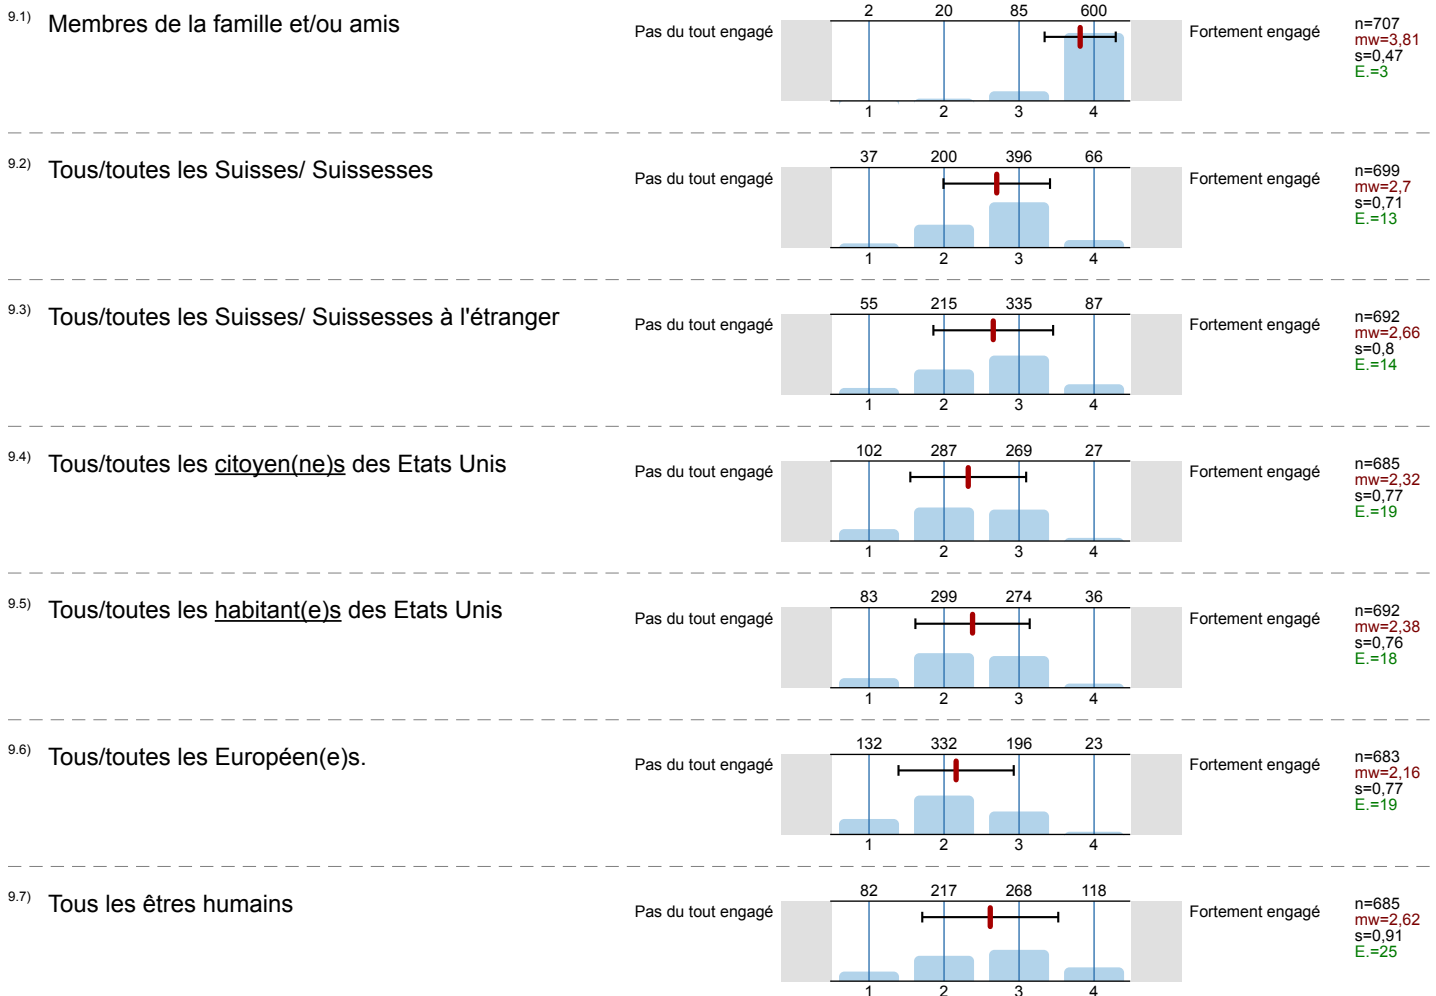 9.1) Membres de la famille et/ou amis
2 20 85 600
Pas du tout engagé Fortement engagé
1 2 3 4
n=707
mw=3,81
s=0,47
E.=3
9.2) Tous/toutes les Suisses/ Suissesses
37 200 396 66
Pas du tout engagé Fortement engagé
1 2 3 4
n=699
mw=2,7
s=0,71
E.=13
9.3) Tous/toutes les Suisses/ Suissesses à l'étranger
55 215 335 87
Pas du tout engagé Fortement engagé
1 2 3 4
n=692
mw=2,66
s=0,8
E.=14
9.4) Tous/toutes les citoyen(ne)s des Etats Unis
102 287 269 27
Pas du tout engagé Fortement engagé
1 2 3 4
n=685
mw=2,32
s=0,77
E.=19
9.5) Tous/toutes les habitant(e)s des Etats Unis
83 299 274 36
Pas du tout engagé Fortement engagé
1 2 3 4
n=692
mw=2,38
s=0,76
E.=18
9.6) Tous/toutes les Européen(e)s.
132 332 196 23
Pas du tout engagé Fortement engagé
1 2 3 4
n=683
mw=2,16
s=0,77
E.=19
9.7) Tous les êtres humains
82 217 268 118
Pas du tout engagé Fortement engagé
1 2 3 4
n=685
mw=2,62
s=0,91
E.=25